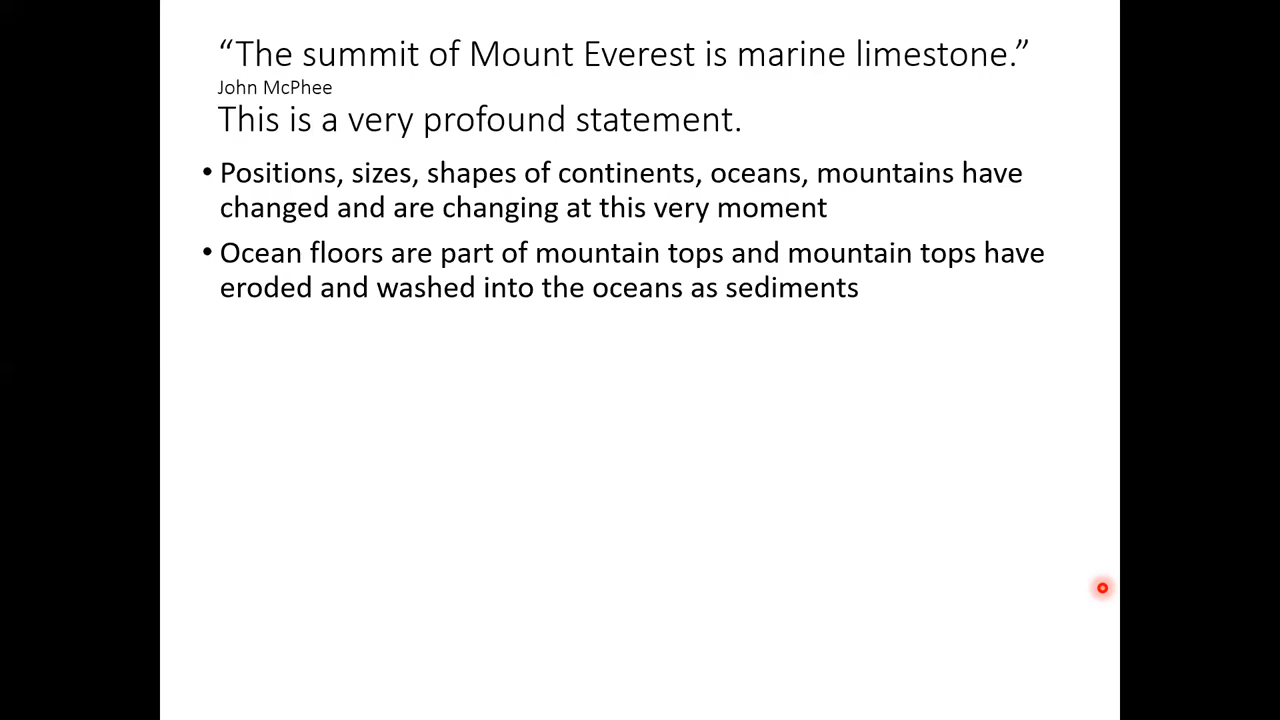 “The summit of Mount Everest is marine limestone.”
John McPhee
This is a very profound statement.
• Positions, sizes, shapes of continents, oceans, mountains have
changed and are changing at this very moment
• Ocean floors are part of mountain tops and mountain tops have
eroded and washed into the oceans as sediments